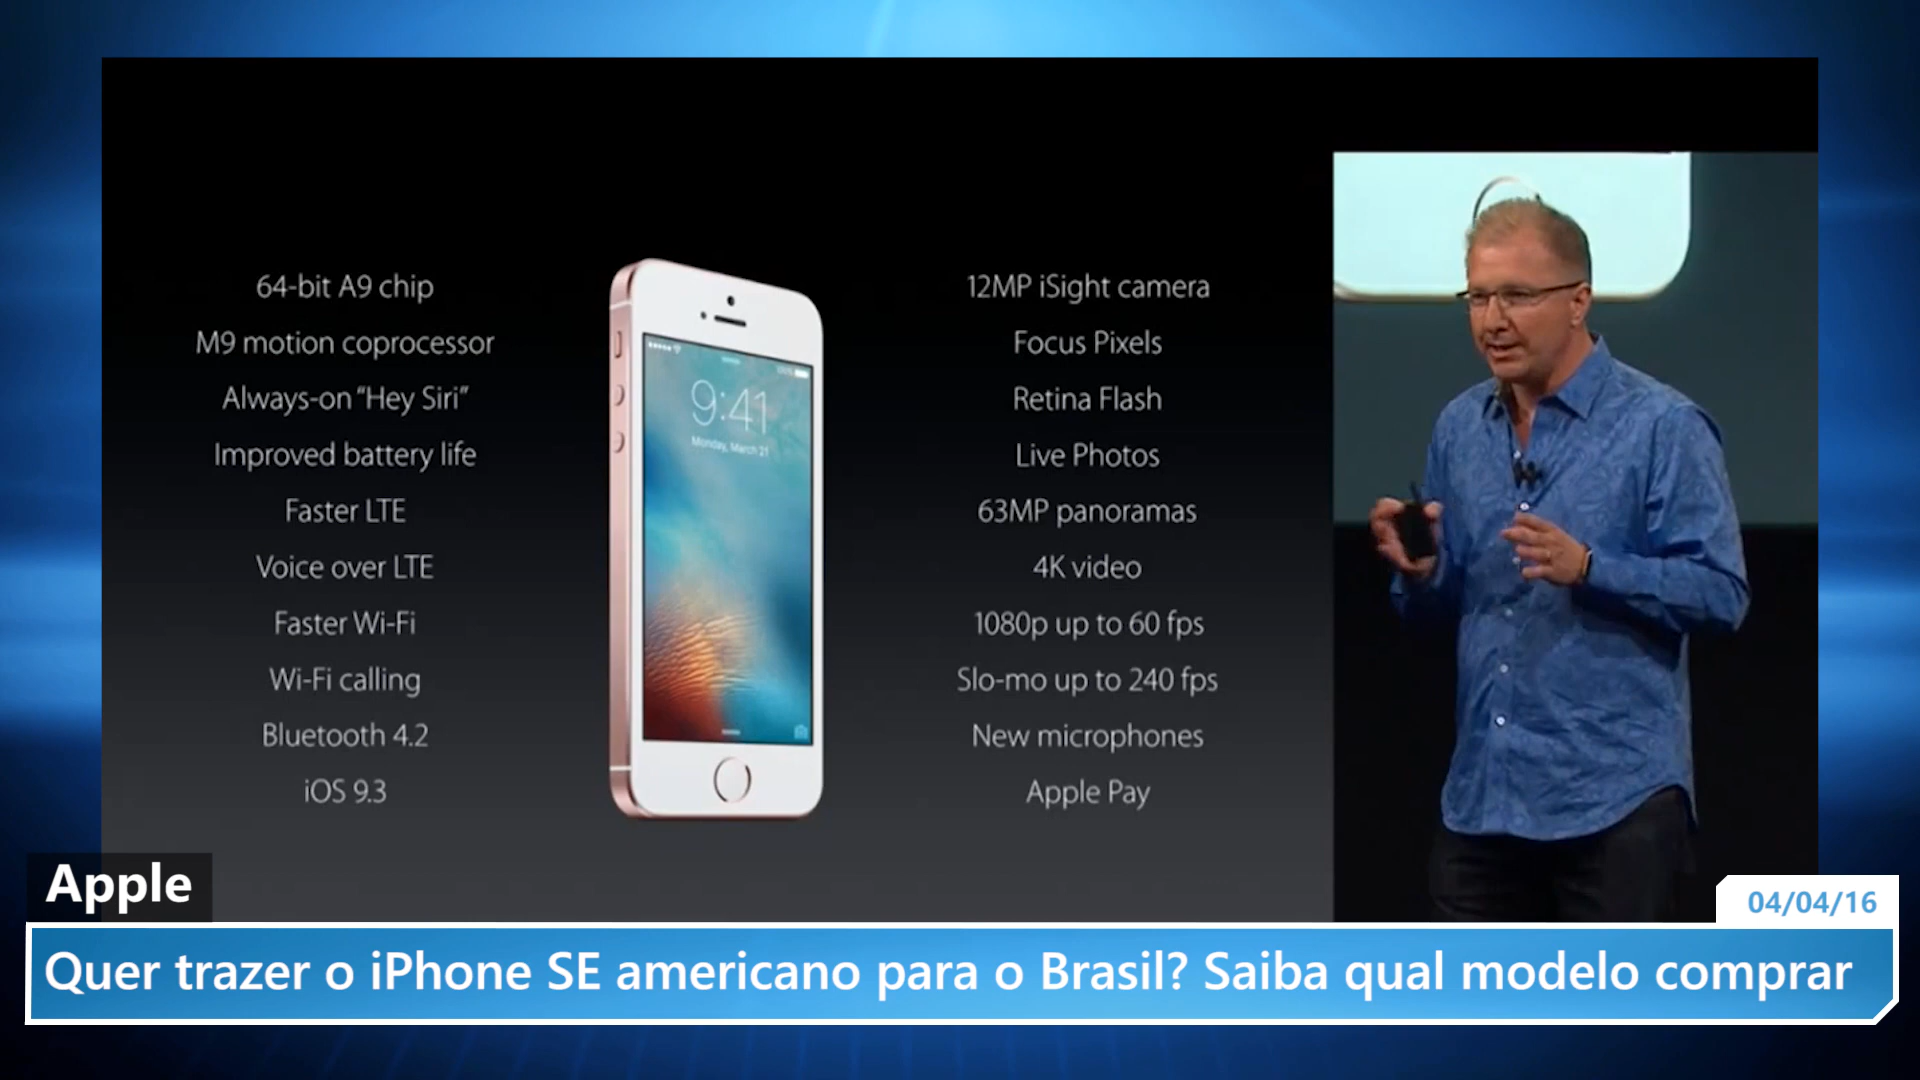 64-bit A9 chip
M9 motion coprocessor
Always-on “Hey Siri”
Improved battery life
Faster LTE
Voice over LTE
Faster Wi-Fi
Wi-Fi calling
Bluetooth 4.2
iOS 9.3
9:41
Monday, March 21
12MP iSight camera
Focus Pixels
Retina Flash
Live Photos
63MP panoramas
4K video
1080p up to 60 fps
Slo-mo up to 240 fps
New microphones
Apple Pay
Apple
04/04/16
Quer trazer o iPhone SE americano para o Brasil? Saiba qual modelo comprar